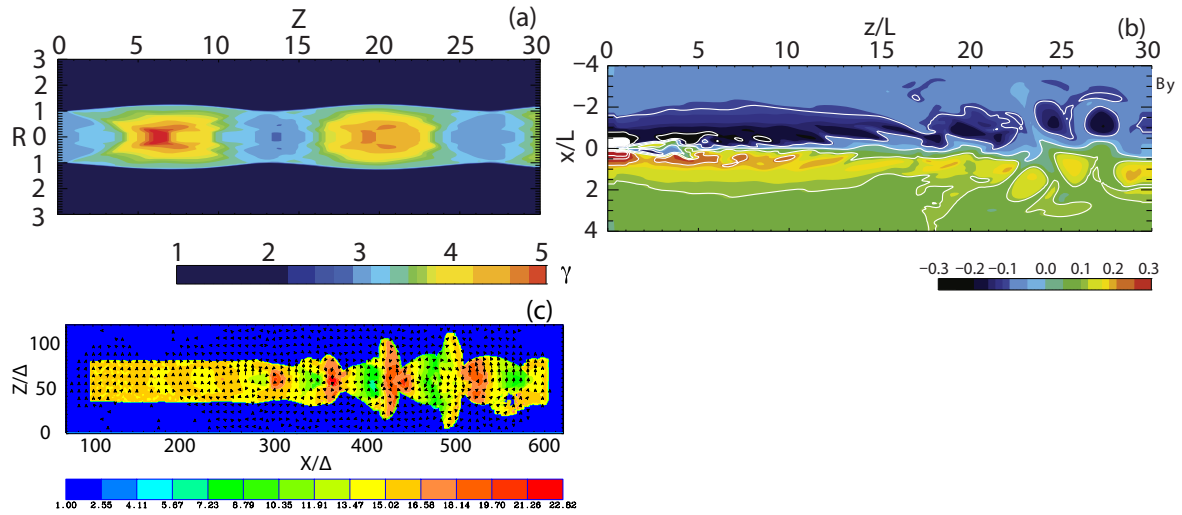 (a)
Z
0 5 10 15 20 25 30
3
2
1
R 0
1
2
3
1 2 3 4 5 γ
(b)
z/L
0 5 10 15 20 25 30
−4
−2
0
2
4
x/L
By
−0.3 −0.2 −0.1 0.0 0.1 0.2 0.3
(c)
100
50
0
Z/Δ
100 200 300 400 500 600
X/Δ
1.00 2.55 4.11 5.67 7.23 8.79 10.35 11.91 13.47 15.02 16.58 18.14 19.70 21.26 22.82